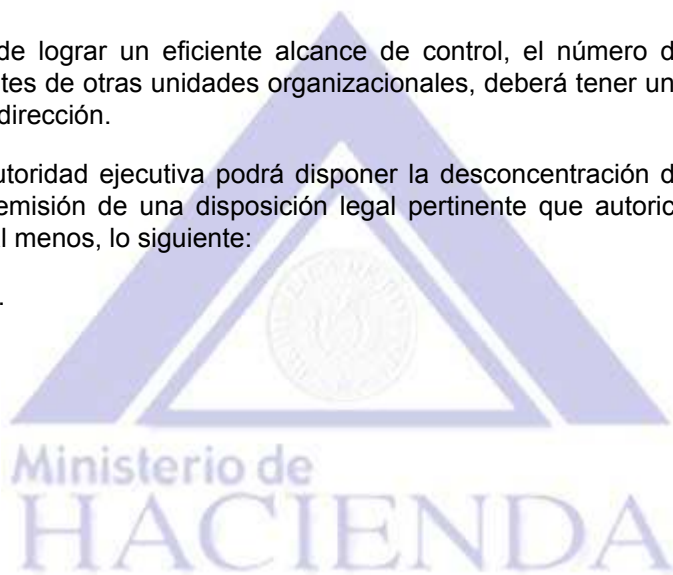 de lograr un eficiente alcance de control, el número d
tes de otras unidades organizacionales, deberá tener un
dirección.
utoridad ejecutiva podrá disponer la desconcentración d
emisión de una disposición legal pertinente que autoric
l menos, lo siguiente:
.
Ministerio de
HACIENDA